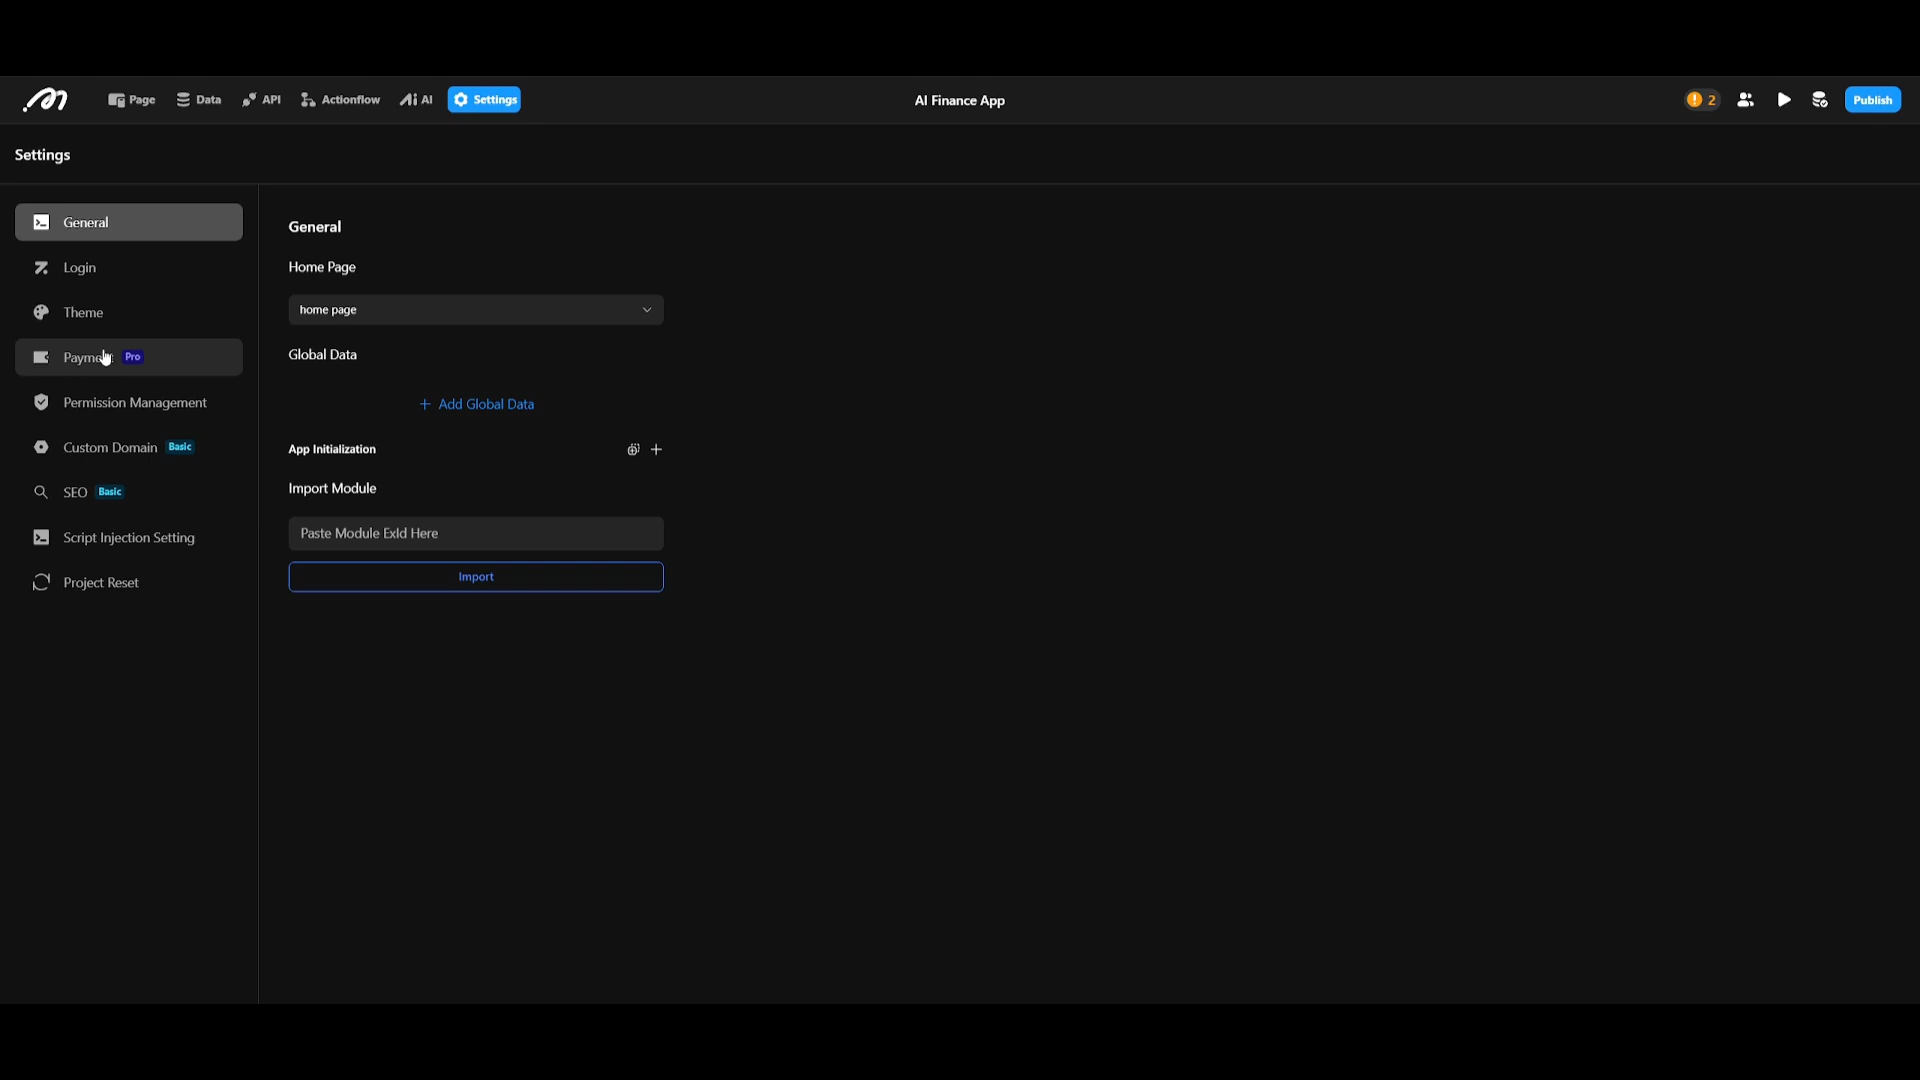 Page Data API Actionflow AI Settings AI Finance App 2 Publish
Settings
General
Login
Theme
Pro
Permission Management
Custom Domain Basic
SEO Basic
Script Injection Setting
Project Reset
General
Home Page
home page
Global Data
+ Add Global Data
App Initialization
Import Module
Paste Module ExId Here
Import